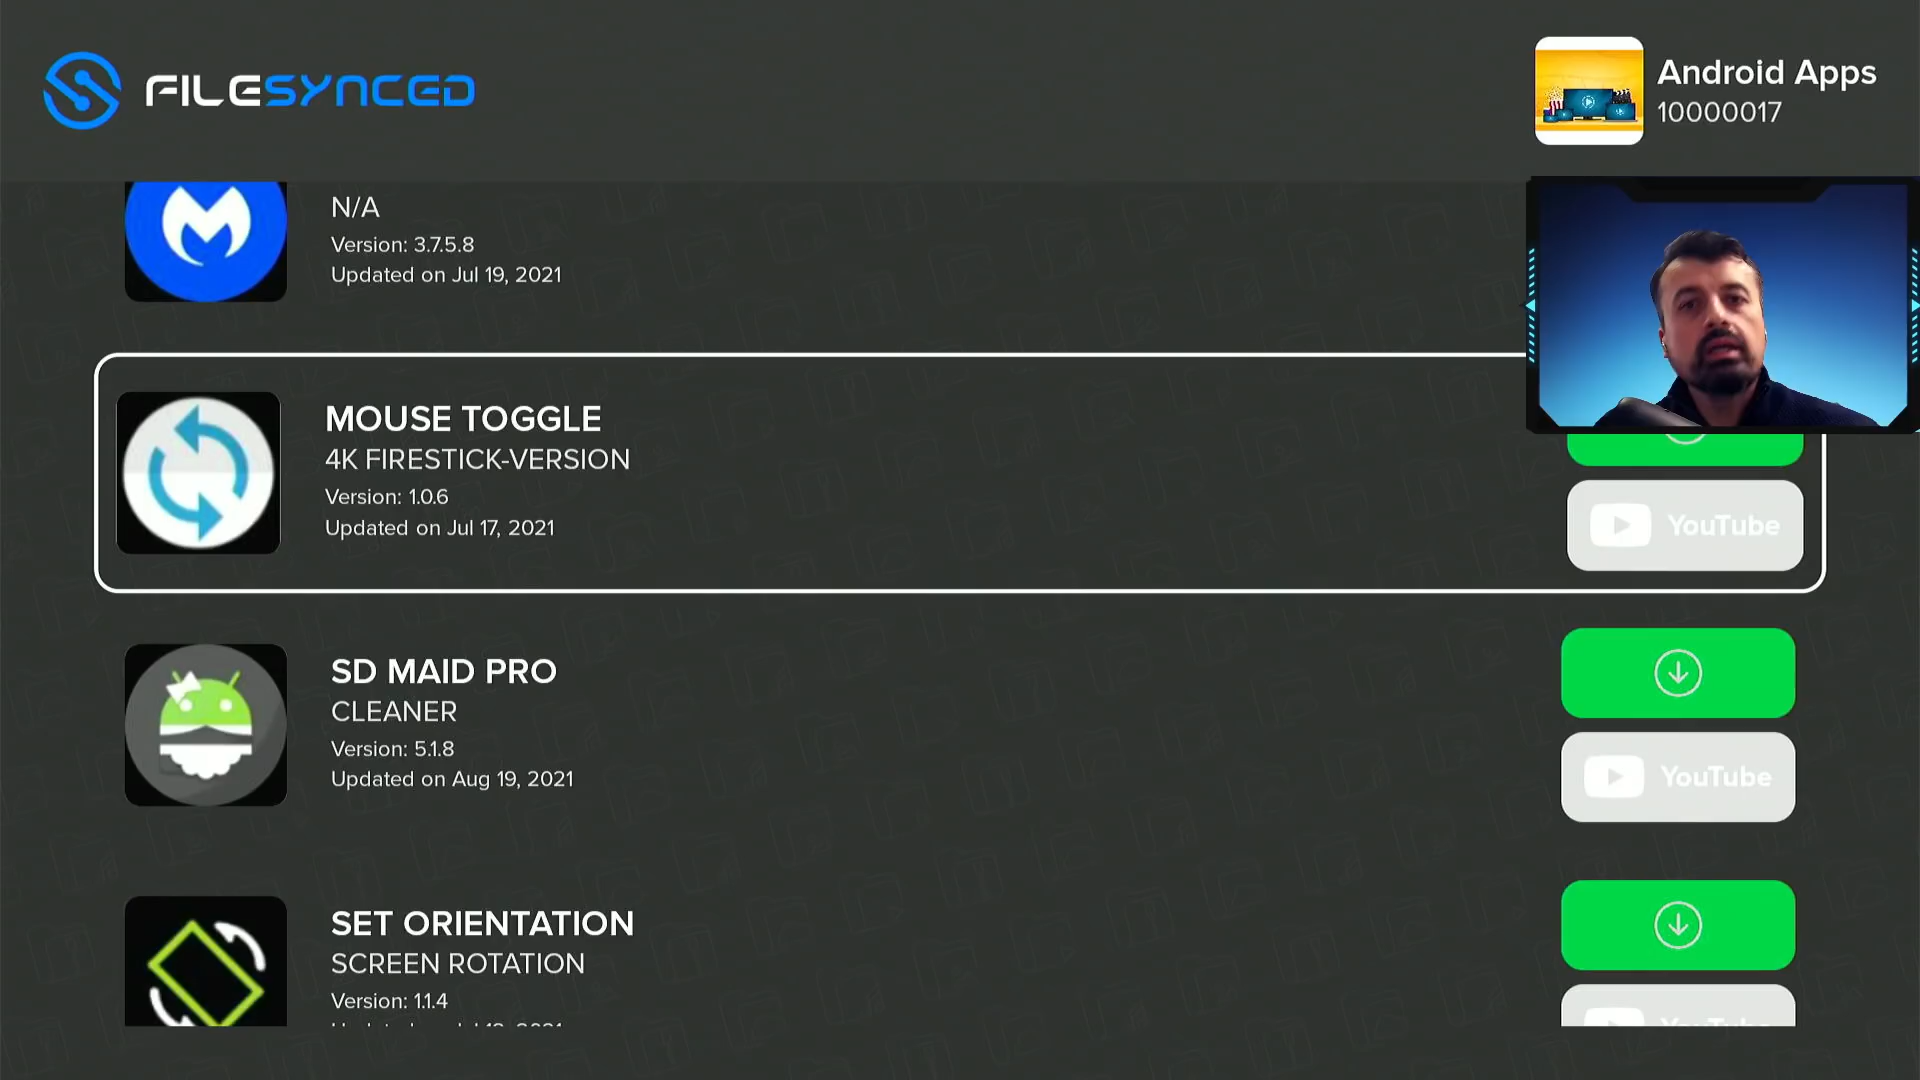 FILESYNCED
Android Apps
10000017
N/A
Version: 3.7.5.8
Updated on Jul 19, 2021
MOUSE TOGGLE
4K FIRESTICK-VERSION
Version: 1.0.6
Updated on Jul 17, 2021
YouTube
SD MAID PRO
CLEANER
Version: 5.1.8
Updated on Aug 19, 2021
YouTube
SET ORIENTATION
SCREEN ROTATION
Version: 1.1.4